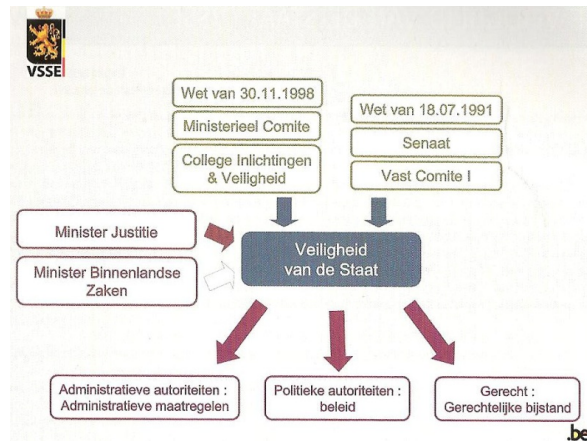 VSSE
Wet van 30.11.1998
Ministerieel Comite
College Inlichtingen
& Veiligheid
Wet van 18.07.1991
Senaat
Vast Comite I
Minister Justitie
Minister Binnenlandse
Zaken
Veiligheid
van de Staat
Administratieve autoriteiten :
Administratieve maatregelen
Politieke autoriteiten :
beleid
Gerecht :
Gerechtelijke bijstand
.be